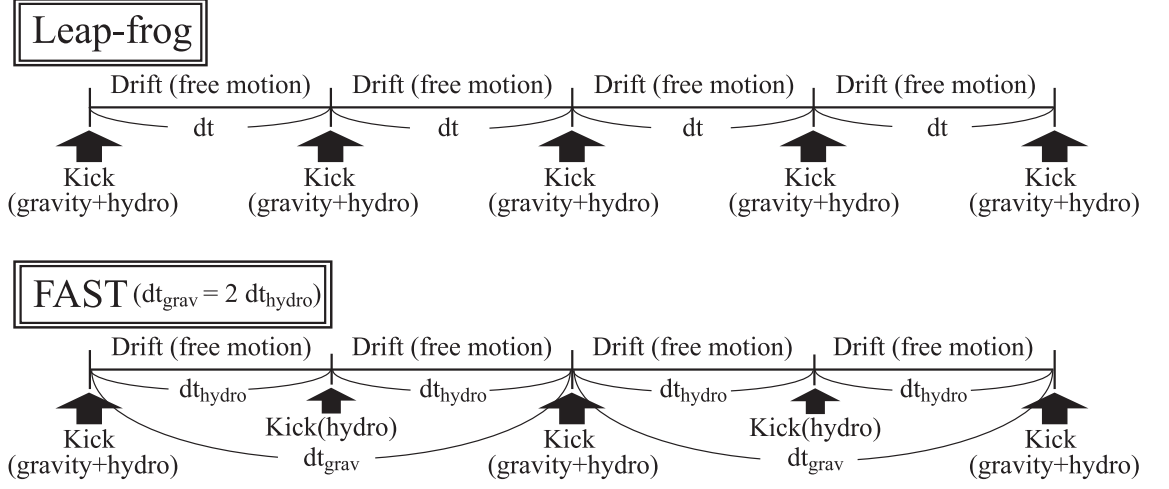 Leap-frog
Drift (free motion) Drift (free motion) Drift (free motion) Drift (free motion)
dt dt dt dt
Kick Kick Kick Kick Kick
(gravity+hydro) (gravity+hydro) (gravity+hydro) (gravity+hydro) (gravity+hydro)
FAST (dtgrav = 2 dthydro)
Drift (free motion) Drift (free motion) Drift (free motion) Drift (free motion)
dthydro dthydro dthydro dthydro
Kick Kick(hydro) Kick Kick(hydro) Kick
(gravity+hydro) dtgrav (gravity+hydro) dtgrav (gravity+hydro)